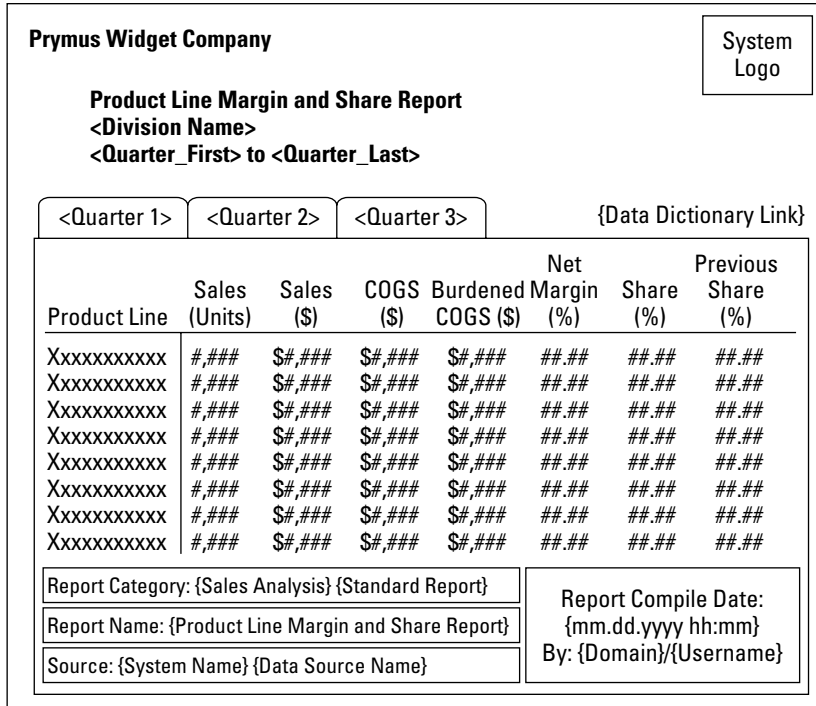 Prymus Widget Company
System
Logo
Product Line Margin and Share Report
<Division Name>
<Quarter_First> to <Quarter_Last>
<Quarter 1> <Quarter 2> <Quarter 3> {Data Dictionary Link}
Net Previous
Sales Sales COGS Burdened Margin Share Share
Product Line (Units) ($) ($) COGS ($) (%) (%) (%)
Xxxxxxxxxxx #,### $#,### $#,### $#,### ##.## ##.## ##.##
Xxxxxxxxxxx #,### $#,### $#,### $#,### ##.## ##.## ##.##
Xxxxxxxxxxx #,### $#,### $#,### $#,### ##.## ##.## ##.##
Xxxxxxxxxxx #,### $#,### $#,### $#,### ##.## ##.## ##.##
Xxxxxxxxxxx #,### $#,### $#,### $#,### ##.## ##.## ##.##
Xxxxxxxxxxx #,### $#,### $#,### $#,### ##.## ##.## ##.##
Xxxxxxxxxxx #,### $#,### $#,### $#,### ##.## ##.## ##.##
Xxxxxxxxxxx #,### $#,### $#,### $#,### ##.## ##.## ##.##
Report Category: {Sales Analysis} {Standard Report}
Report Name: {Product Line Margin and Share Report}
Source: {System Name} {Data Source Name}
Report Compile Date:
{mm.dd.yyyy hh:mm}
By: {Domain}/{Username}